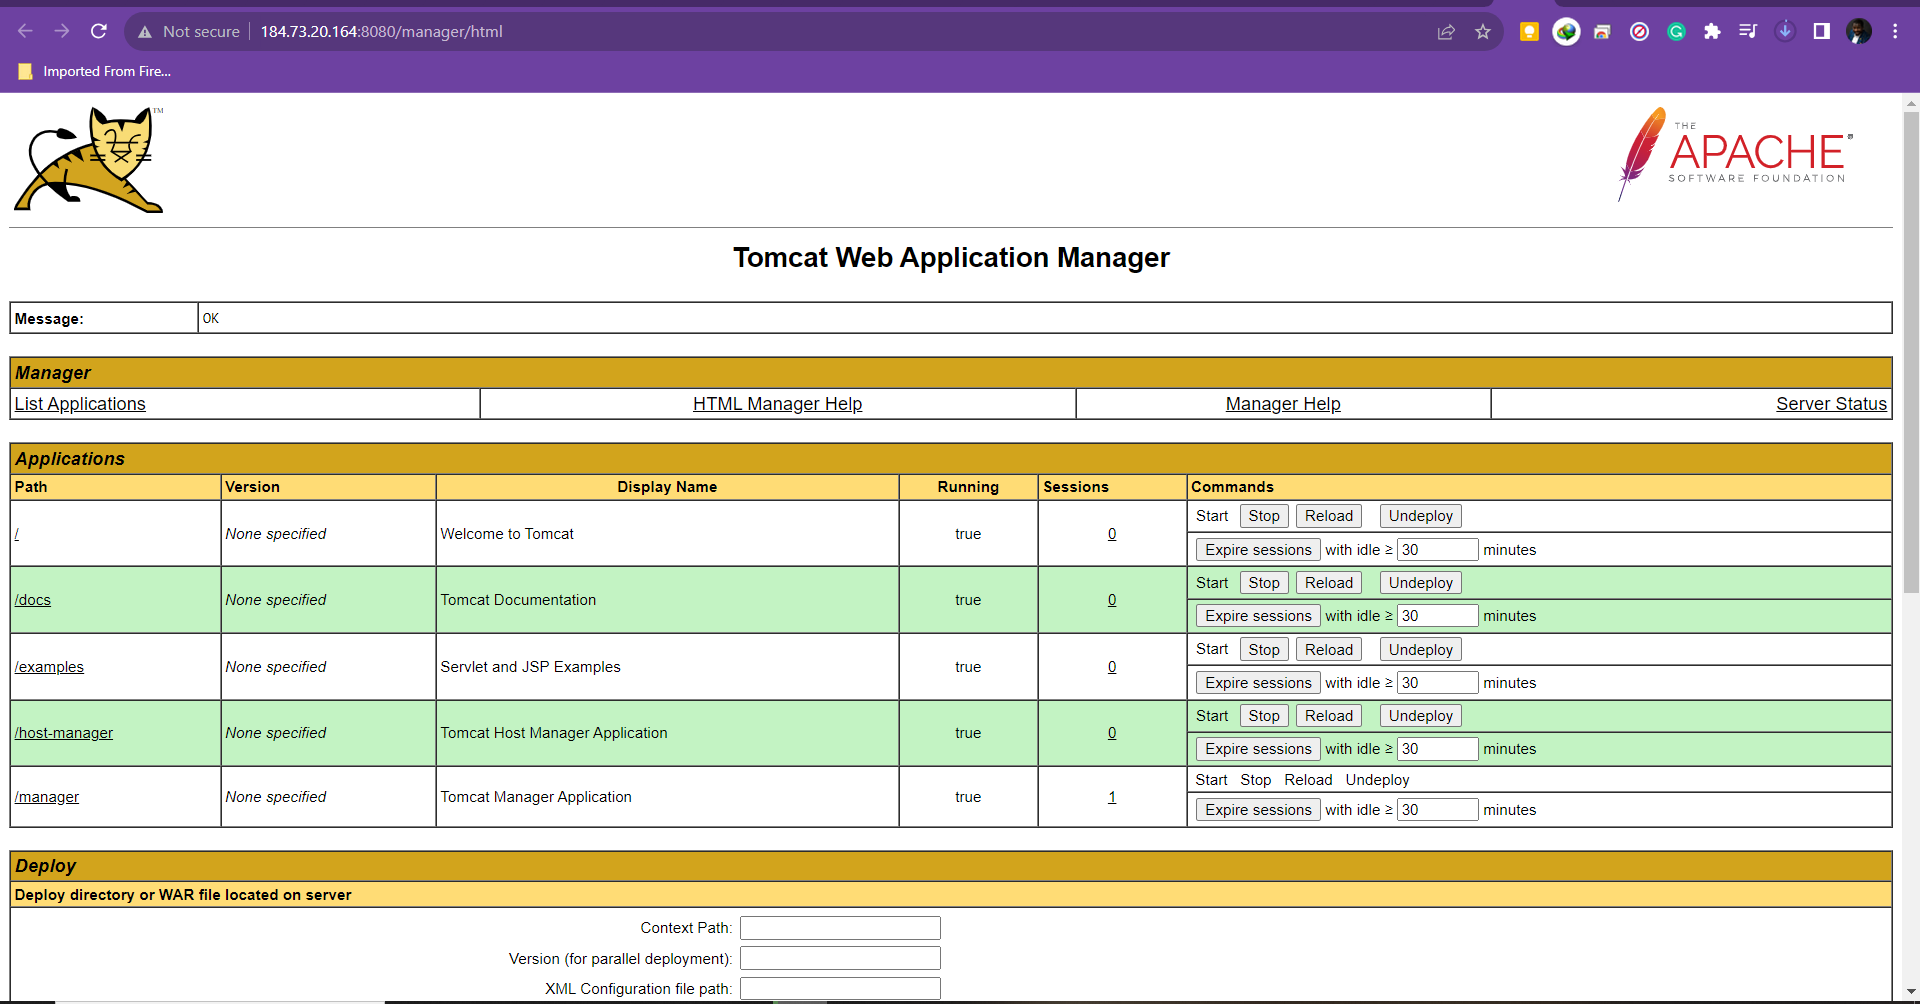 Not secure 184.73.20.164:8080/manager/html
Imported From Fire...
TM
THE
APACHE
SOFTWARE FOUNDATION
Tomcat Web Application Manager
Message: OK
Manager
List Applications HTML Manager Help Manager Help Server Status
Applications
Path Version Display Name Running Sessions Commands
/ None specified Welcome to Tomcat true 0 Start Stop Reload Undeploy
Expire sessions with idle ≥ 30 minutes
/docs None specified Tomcat Documentation true 0 Start Stop Reload Undeploy
Expire sessions with idle ≥ 30 minutes
/examples None specified Servlet and JSP Examples true 0 Start Stop Reload Undeploy
Expire sessions with idle ≥ 30 minutes
/host-manager None specified Tomcat Host Manager Application true 0 Start Stop Reload Undeploy
Expire sessions with idle ≥ 30 minutes
/manager None specified Tomcat Manager Application true 1 Start Stop Reload Undeploy
Expire sessions with idle ≥ 30 minutes
Deploy
Deploy directory or WAR file located on server
Context Path:
Version (for parallel deployment):
XML Configuration file path: